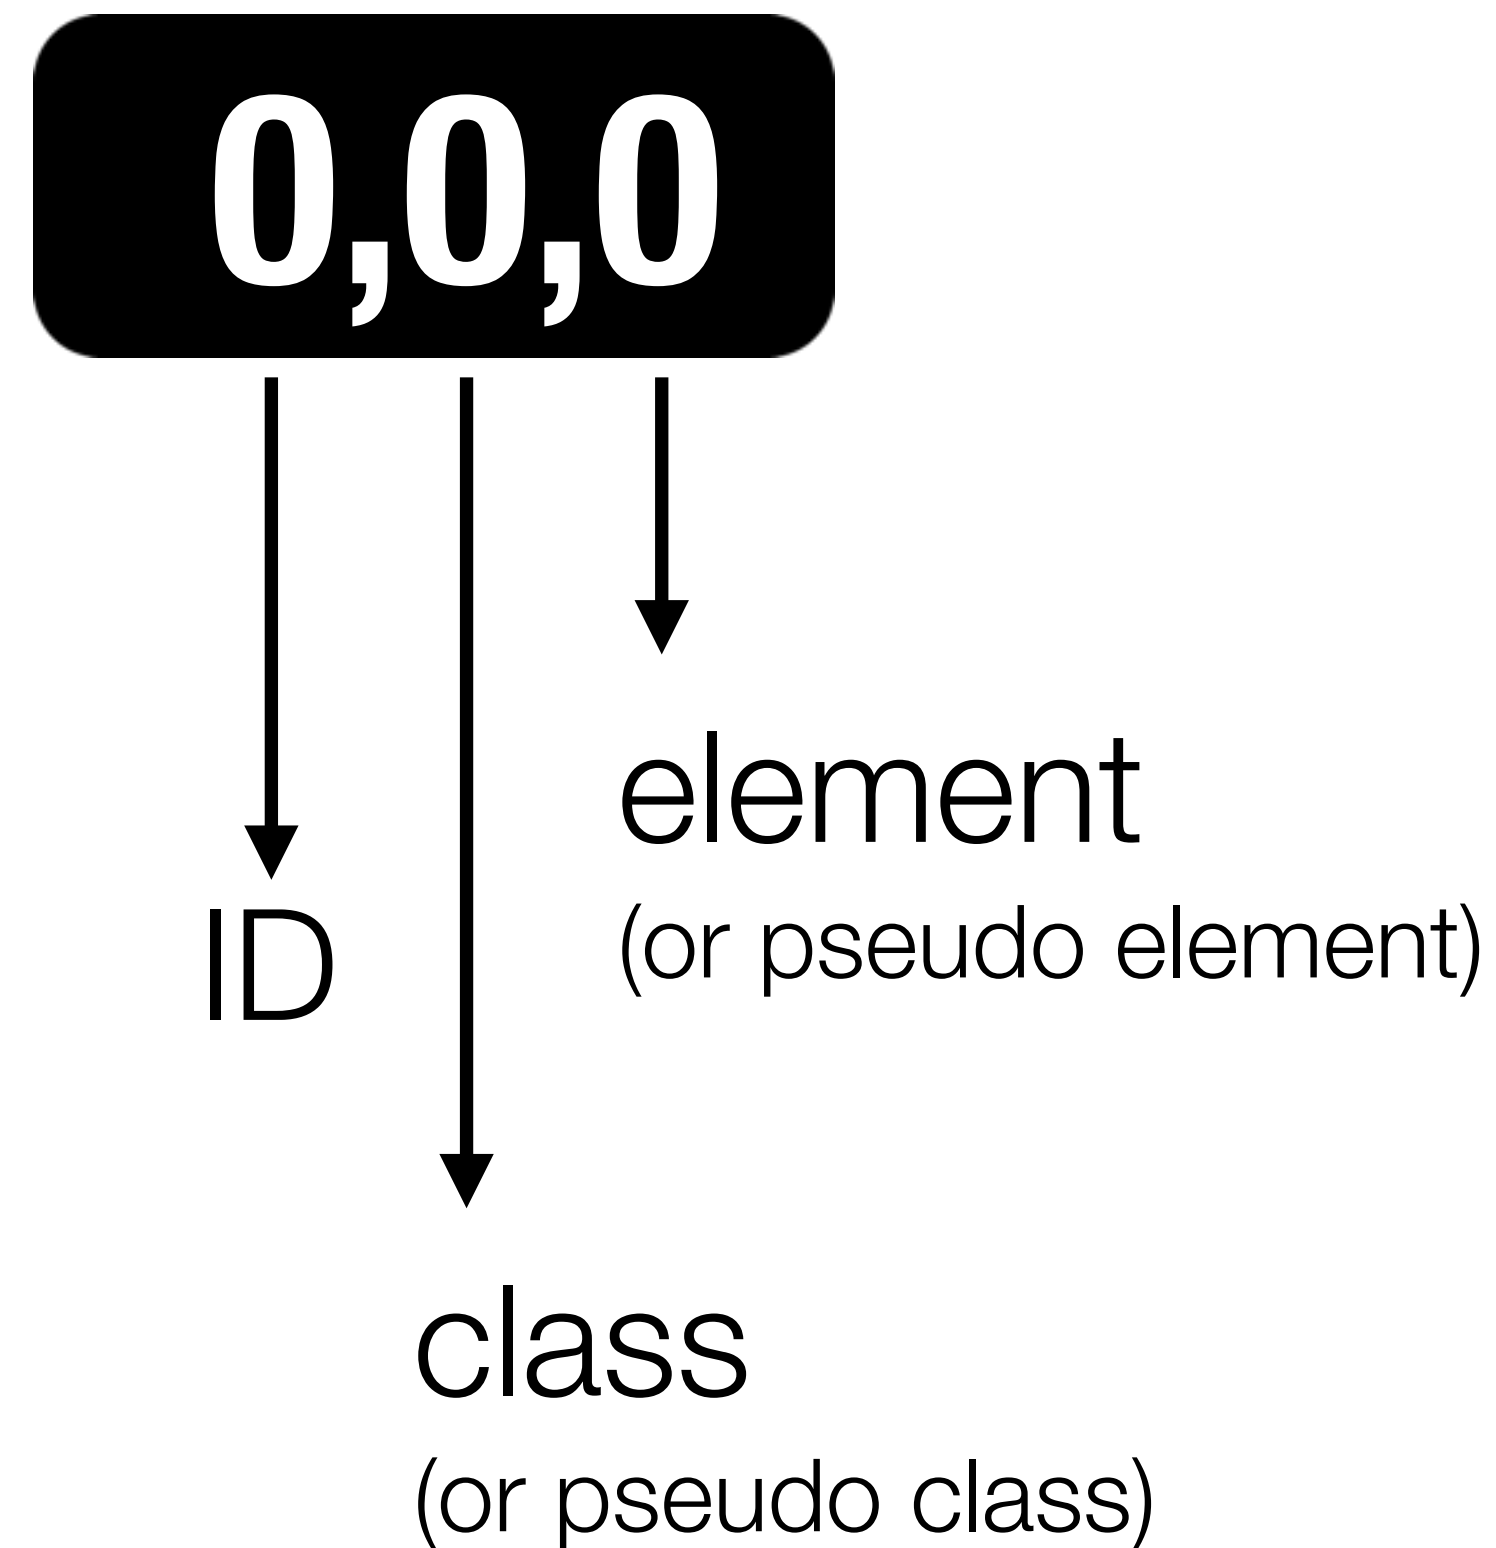 0,0,0
element
(or pseudo element)
ID
class
(or pseudo class)